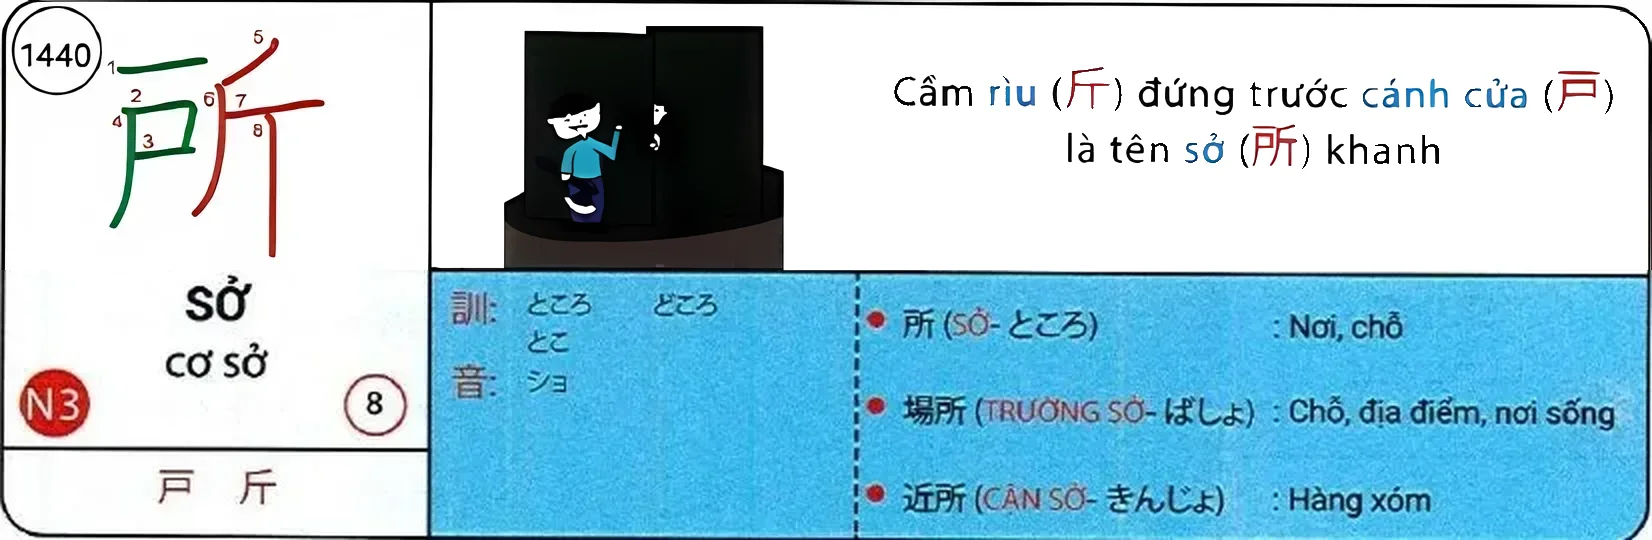 1440
1
2
3
4
5
6
7
8
SỞ
cơ sở
N3
8
戸 斤
Cầm rìu (斤) đứng trước cánh cửa (戸)
là tên sở (所) khanh
訓: ところ どころ
とこ
音: ショ
所 (SỞ- ところ) : Nơi, chỗ
場所 (TRƯỜNG SỞ- ばしょ) : Chỗ, địa điểm, nơi sống
近所 (CẬN SỞ- きんじょ) : Hàng xóm